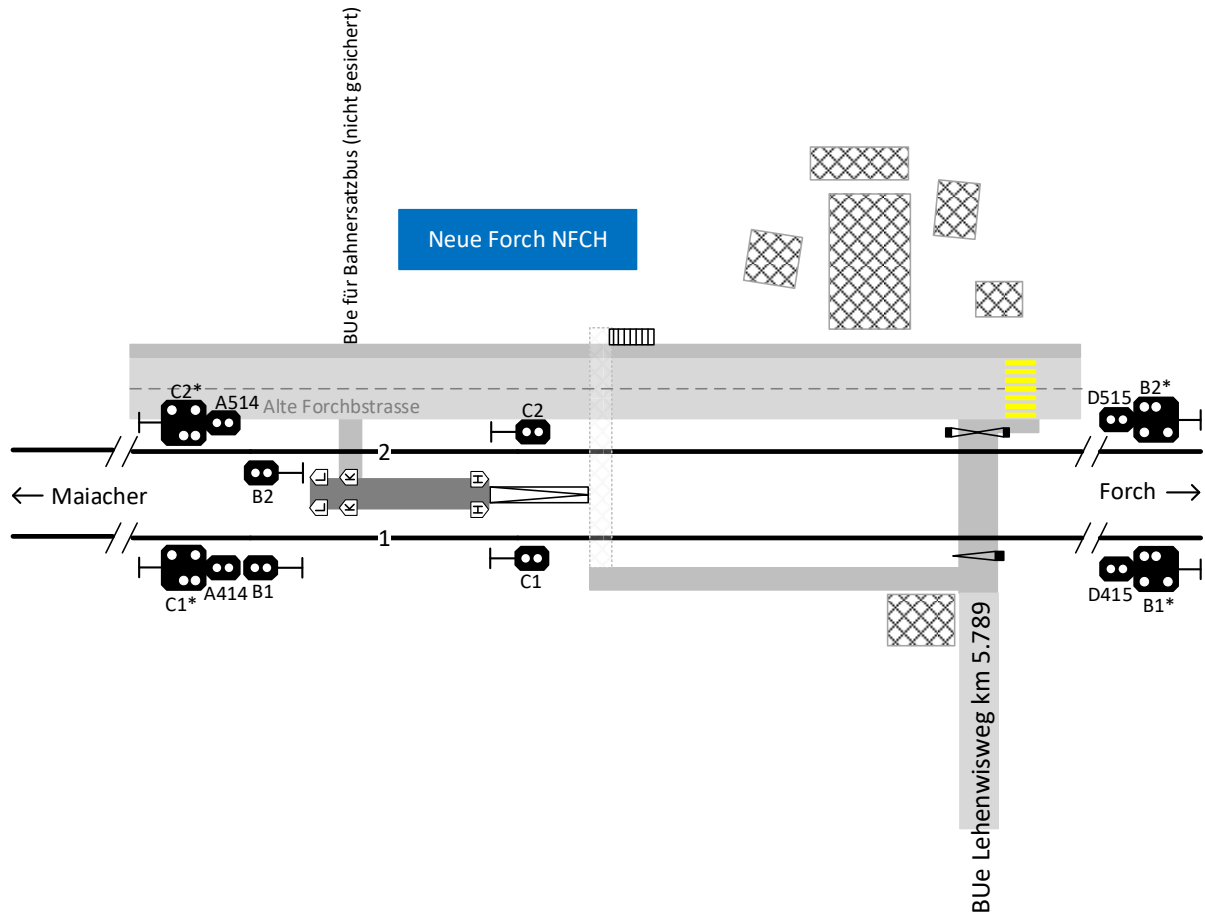 BUe für Bahnersatzbus (nicht gesichert)
Neue Forch NFCH
C2*
A514
Alte Forchbstrasse
C2
D515
B2*
2
B2
L
K
H
← Maiacher
Forch →
L
K
H
1
C1*
A414
B1
C1
D415
B1*
BUe Lehenwisweg km 5.789